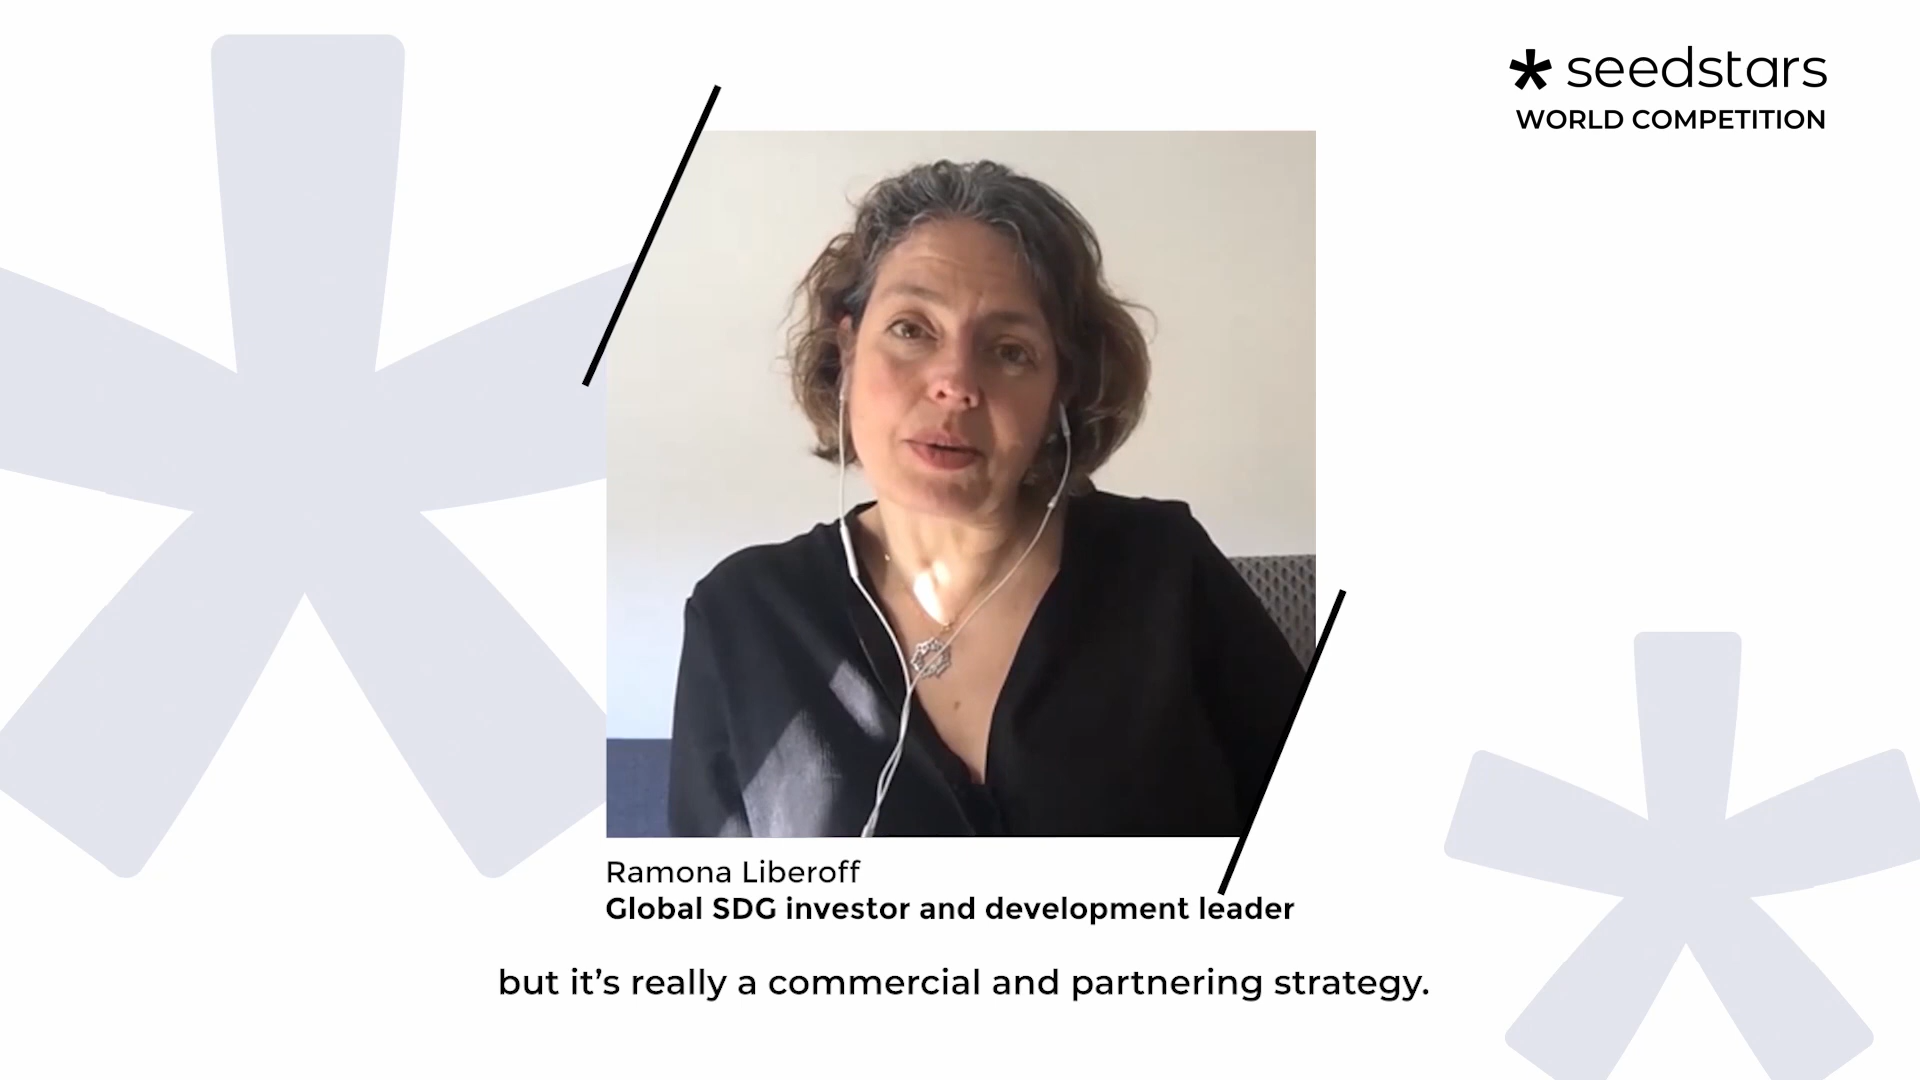 seedstars
WORLD COMPETITION
Ramona Liberoff
Global SDG investor and development leader
but it’s really a commercial and partnering strategy.